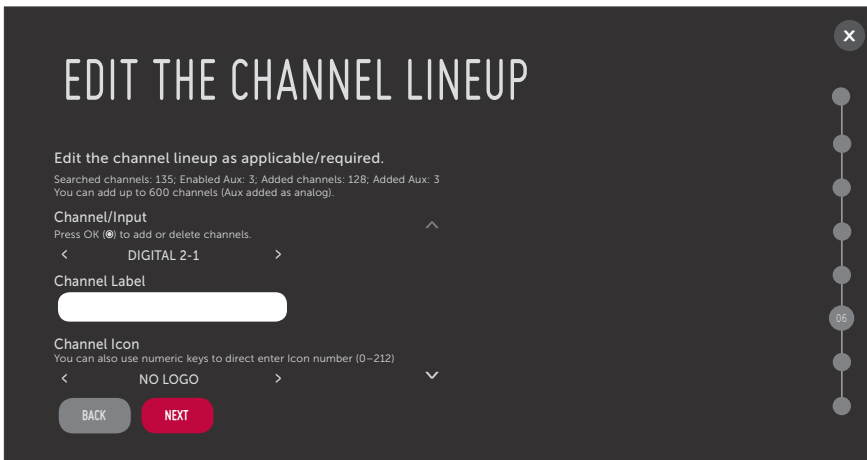 X
EDIT THE CHANNEL LINEUP
Edit the channel lineup as applicable/required.
Searched channels: 135; Enabled Aux: 3; Added channels: 128; Added Aux: 3
You can add up to 600 channels (Aux added as analog).
Channel/Input
Press OK (◉) to add or delete channels.
< DIGITAL 2-1 >
Channel Label
Channel Icon
You can also use numeric keys to direct enter Icon number (0–212)
< NO LOGO >
BACK NEXT
06